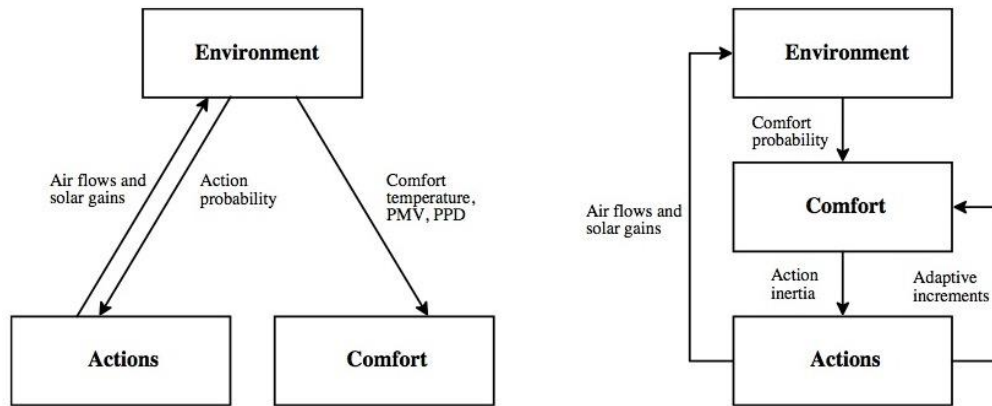 Environment
Air flows and
solar gains
Action
probability
Comfort
temperature,
PMV, PPD
Actions
Comfort
Environment
Comfort
probability
Air flows and
solar gains
Comfort
Action
inertia
Adaptive
increments
Actions